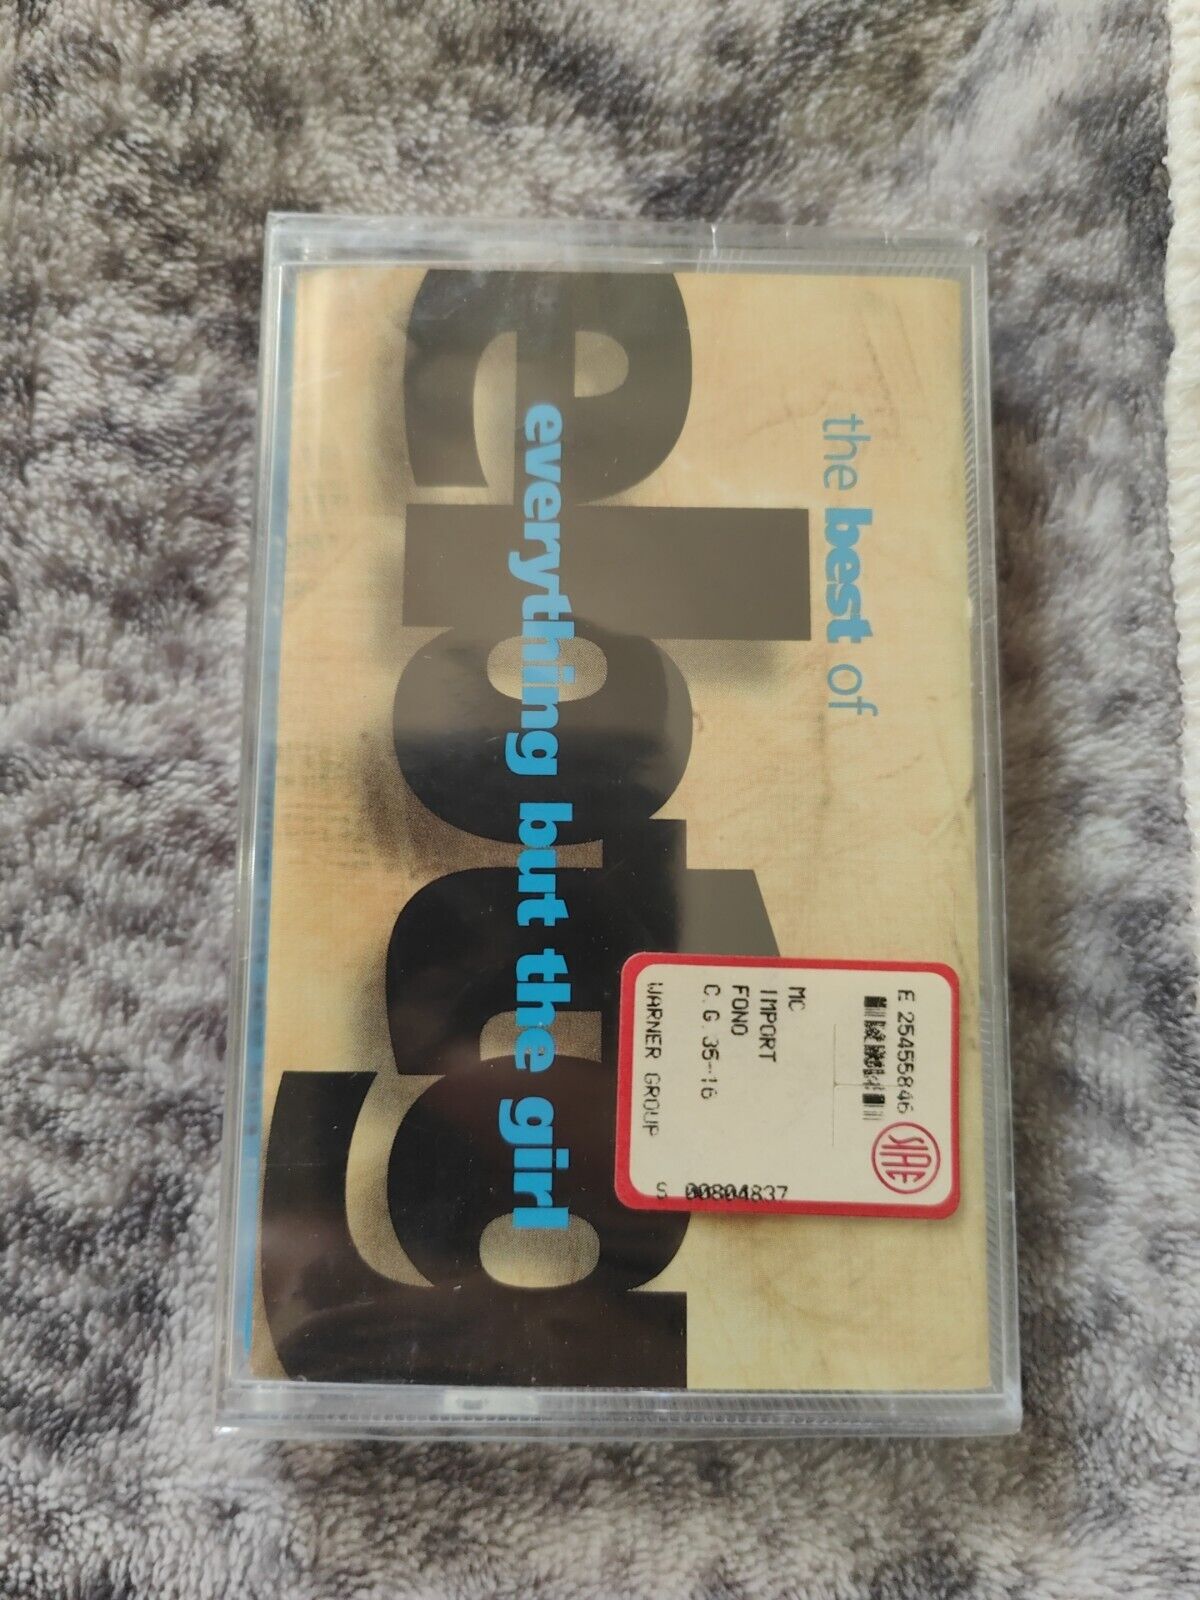 the best of
ebtg
everything but the girl
E 25455846
SIAE
MC
IMPORT
FONO
C.G.35-16
WARNER GROUP
S 00804837